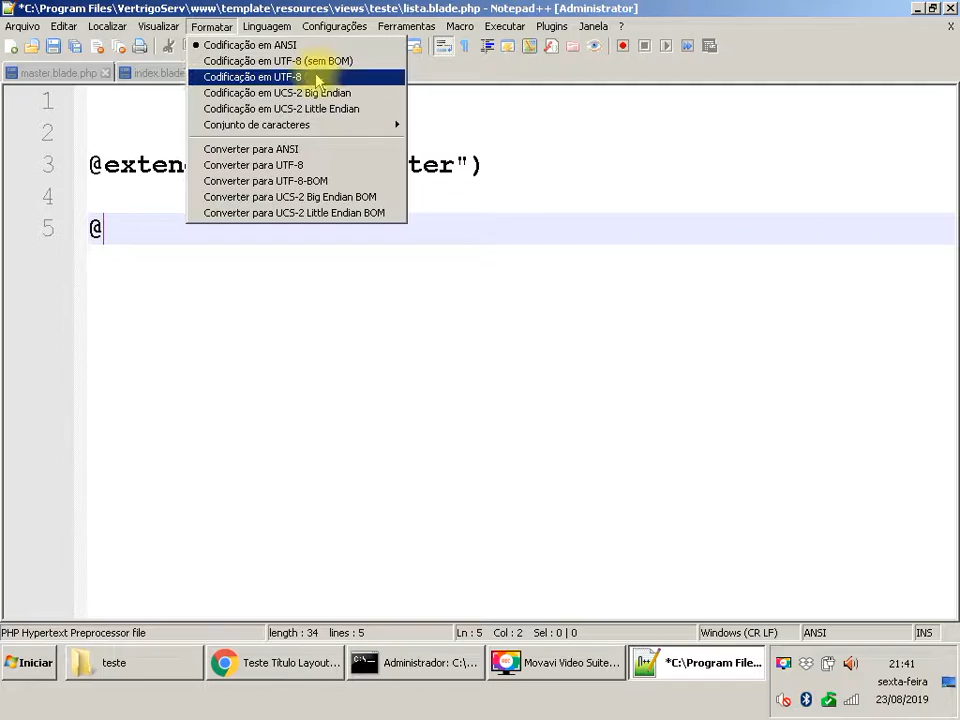 *C:\Program Files\VertrigoServ\www\template\resources\views\teste\lista.blade.php - Notepad++ [Administrator]
Arquivo Editar Localizar Visualizar Formatar Linguagem Configurações Ferramentas Macro Executar Plugins Janela ? X
master.blade.php index.blade
Codificação em ANSI
Codificação em UTF-8 (sem BOM)
Codificação em UTF-8
Codificação em UCS-2 Big Endian
Codificação em UCS-2 Little Endian
Conjunto de caracteres
Converter para ANSI
Converter para UTF-8
Converter para UTF-8-BOM
Converter para UCS-2 Big Endian BOM
Converter para UCS-2 Little Endian BOM
1
2
3 @exten ter")
4
5 @
PHP Hypertext Preprocessor file length : 34 lines : 5 Ln : 5 Col : 2 Sel : 0 | 0 Windows (CR LF) ANSI INS
Iniciar teste Teste Título Layout... Administrador: C:\... Movavi Video Suite... *C:\Program File...
21:41
sexta-feira
23/08/2019